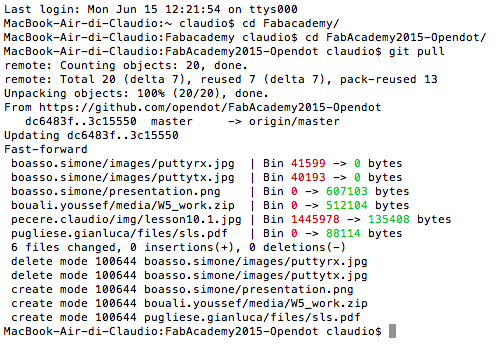 Last login: Mon Jun 15 12:21:54 on ttys000
MacBook-Air-di-Claudio:~ claudio$ cd Fabacademy/
MacBook-Air-di-Claudio:Fabacademy claudio$ cd FabAcademy2015-Opendot/
MacBook-Air-di-Claudio:FabAcademy2015-Opendot claudio$ git pull
remote: Counting objects: 20, done.
remote: Total 20 (delta 7), reused 7 (delta 7), pack-reused 13
Unpacking objects: 100% (20/20), done.
From https://github.com/opendot/FabAcademy2015-Opendot
   dc6483f..3c15550  master     -> origin/master
Updating dc6483f..3c15550
Fast-forward
 boasso.simone/images/puttyrx.jpg  | Bin 41599 -> 0 bytes
 boasso.simone/images/puttytx.jpg  | Bin 40193 -> 0 bytes
 boasso.simone/presentation.png    | Bin 0 -> 607103 bytes
 bouali.youssef/media/W5_work.zip  | Bin 0 -> 512104 bytes
 pecere.claudio/img/lesson10.1.jpg | Bin 1445978 -> 135408 bytes
 pugliese.gianluca/files/sls.pdf   | Bin 0 -> 88114 bytes
 6 files changed, 0 insertions(+), 0 deletions(-)
 delete mode 100644 boasso.simone/images/puttyrx.jpg
 delete mode 100644 boasso.simone/images/puttytx.jpg
 create mode 100644 boasso.simone/presentation.png
 create mode 100644 bouali.youssef/media/W5_work.zip
 create mode 100644 pugliese.gianluca/files/sls.pdf
MacBook-Air-di-Claudio:FabAcademy2015-Opendot claudio$